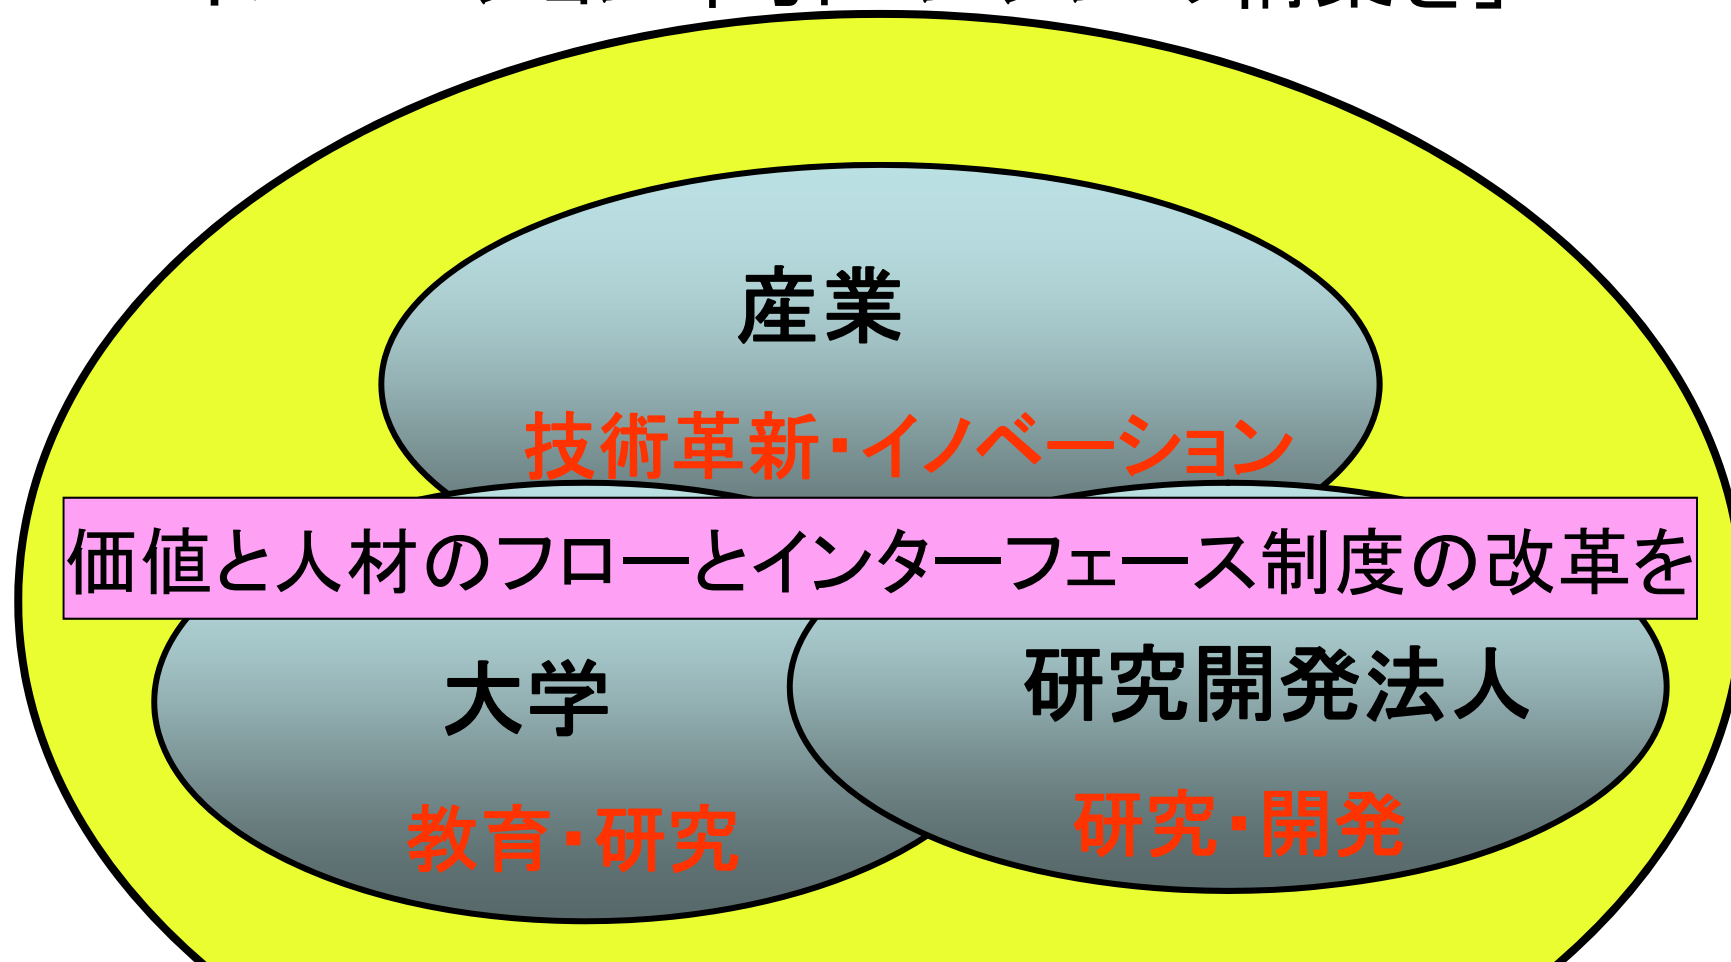 産業
技術革新・イノベーション
価値と人材のフローとインターフェース制度の改革を
大学
研究開発法人
教育・研究
研究・開発